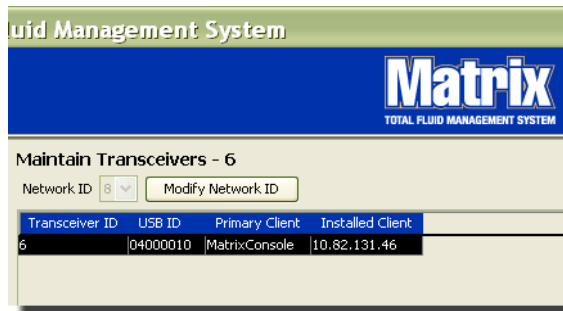 luid Management System
Matrix
TOTAL FLUID MANAGEMENT SYSTEM
Maintain Transceivers - 6
Network ID 8 Modify Network ID
Transceiver ID USB ID Primary Client Installed Client
6 04000010 MatrixConsole 10.82.131.46